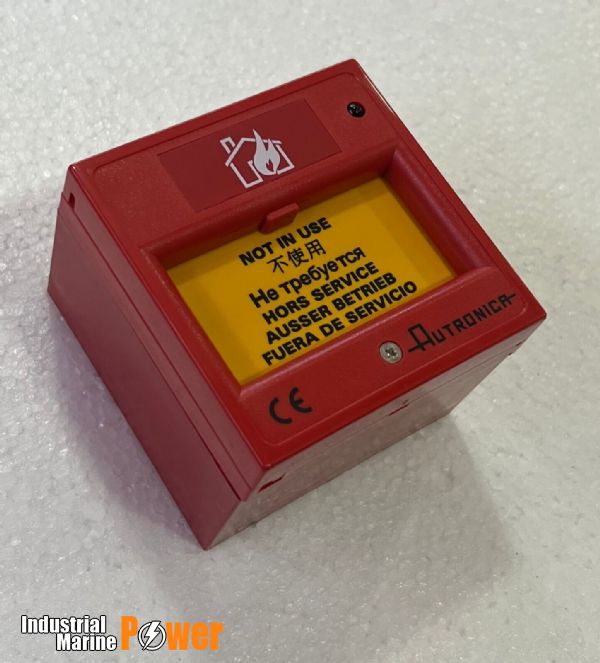 NOT IN USE
不使用
Не требуется
HORS SERVICE
AUSSER BETRIEB
FUERA DE SERVICIO
AUTRONICA
CE
Industrial
Marine Power